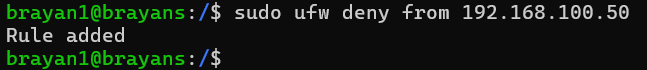 brayan1@brayans:/$ sudo ufw deny from 192.168.100.50
Rule added
brayan1@brayans:/$